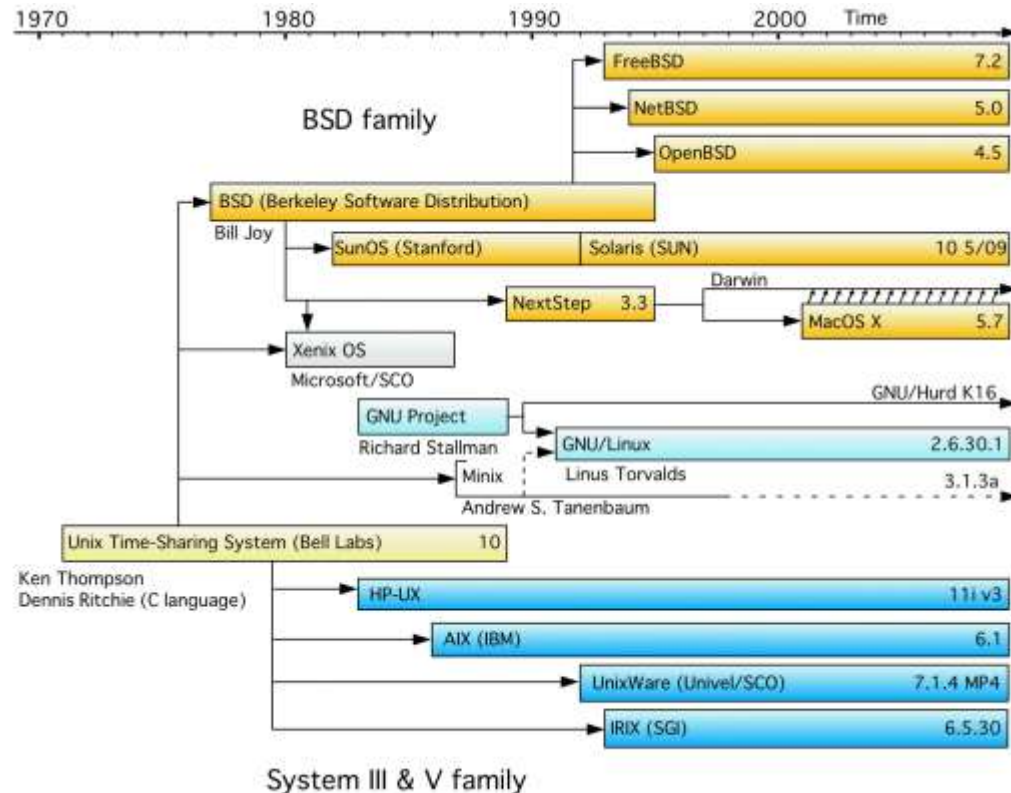 1970 1980 1990 2000 Time
FreeBSD 7.2
BSD family
NetBSD 5.0
OpenBSD 4.5
BSD (Berkeley Software Distribution)
Bill Joy
SunOS (Stanford) Solaris (SUN) 10 5/09
Darwin
NextStep 3.3
MacOS X 5.7
Xenix OS
Microsoft/SCO
GNU/Hurd K16
GNU Project
Richard Stallman
GNU/Linux 2.6.30.1
Linus Torvalds
Minix 3.1.3a
Andrew S. Tanenbaum
Unix Time-Sharing System (Bell Labs) 10
Ken Thompson
Dennis Ritchie (C language)
HP-UX 11i v3
AIX (IBM) 6.1
UnixWare (Univel/SCO) 7.1.4 MP4
IRIX (SGI) 6.5.30
System III & V family